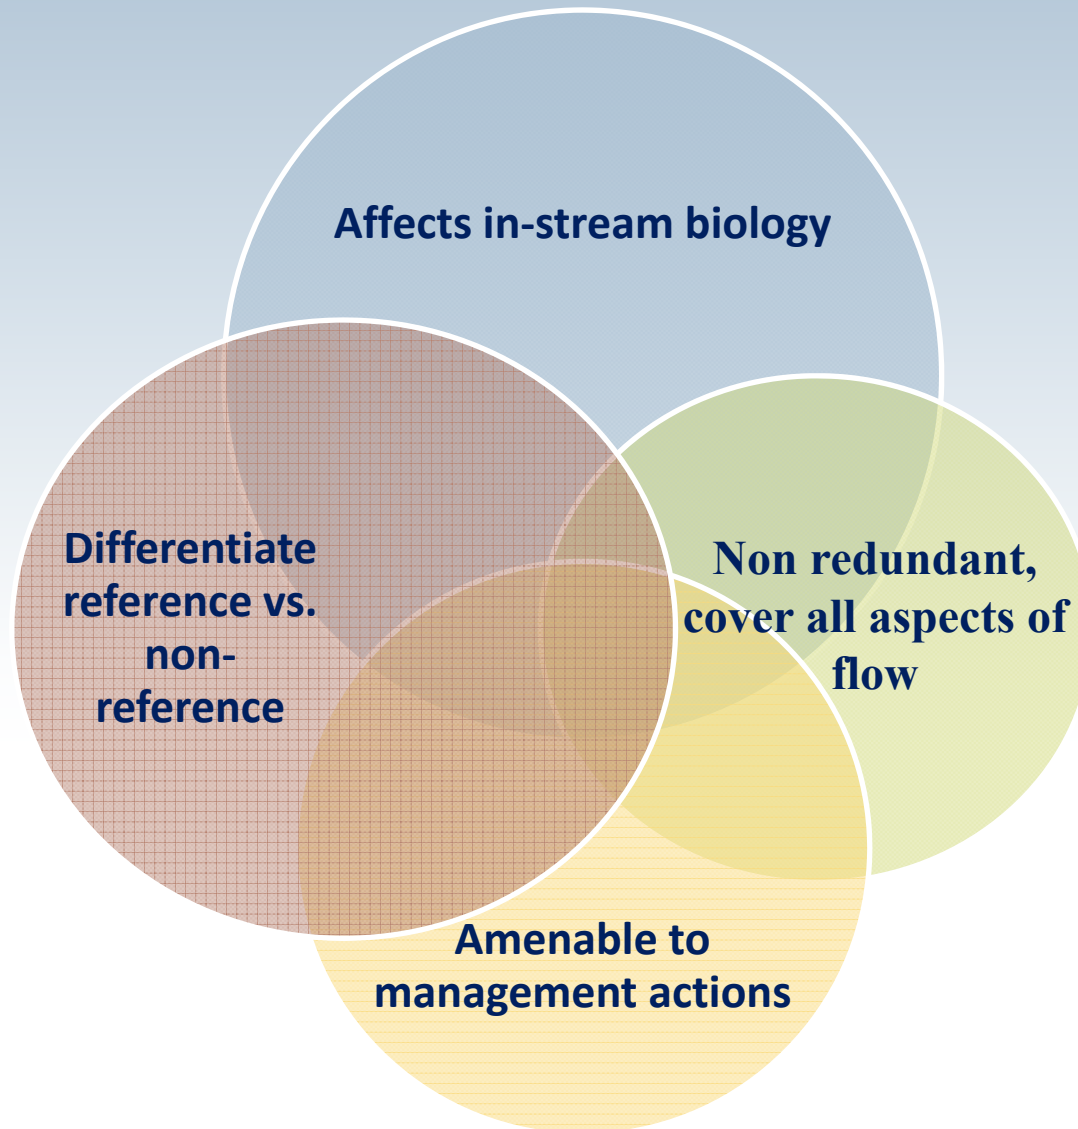 Affects in-stream biology
Differentiate
reference vs.
non-
reference
Non redundant,
cover all aspects of
flow
Amenable to
management actions